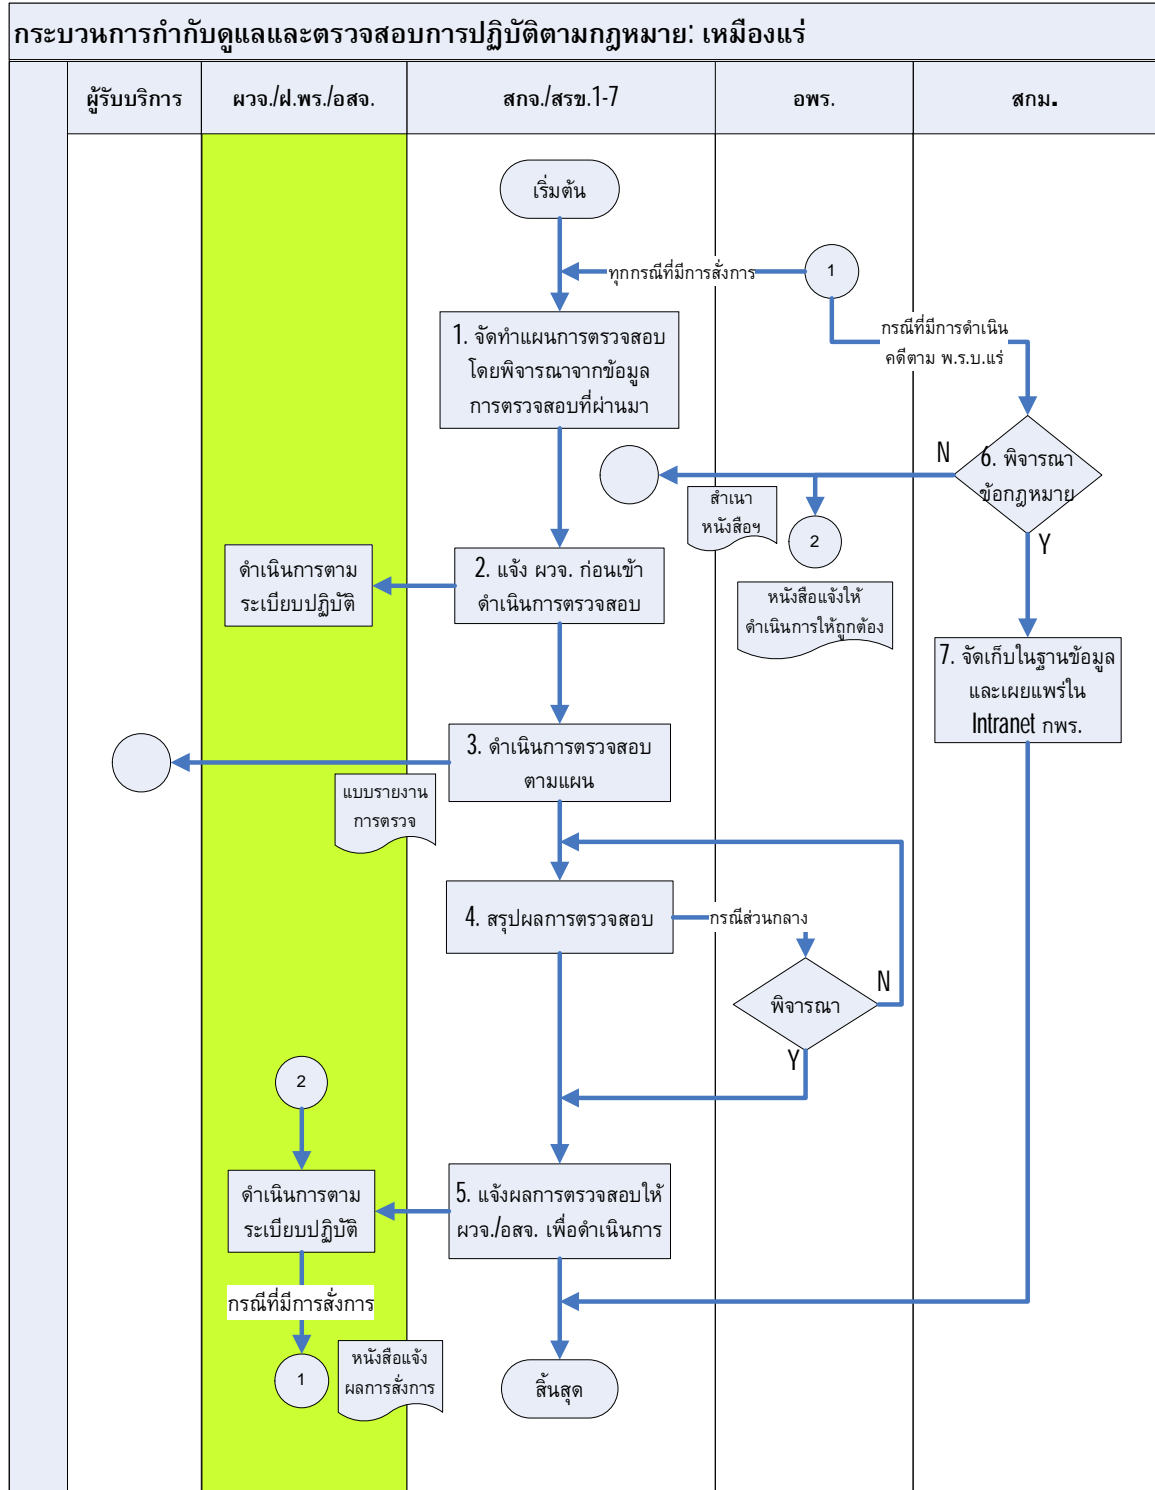 กระบวนการกำกับดูแลและตรวจสอบการปฏิบัติตามกฎหมาย: เหมืองแร่
ผู้รับบริการ
ผวจ./ฝ.พร./อสจ.
สกจ./สรข.1-7
อพร.
สกม.
เริ่มต้น
ทุกกรณีที่มีการสั่งการ
1
กรณีที่มีการดำเนิน
คดีตาม พ.ร.บ.แร่
1. จัดทำแผนการตรวจสอบ
โดยพิจารณาจากข้อมูล
การตรวจสอบที่ผ่านมา
N
6. พิจารณา
ข้อกฎหมาย
Y
สำเนา
หนังสือฯ
2
ดำเนินการตาม
ระเบียบปฏิบัติ
2. แจ้ง ผวจ. ก่อนเข้า
ดำเนินการตรวจสอบ
หนังสือแจ้งให้
ดำเนินการให้ถูกต้อง
7. จัดเก็บในฐานข้อมูล
และเผยแพร่ใน
Intranet กพร.
3. ดำเนินการตรวจสอบ
ตามแผน
แบบรายงาน
การตรวจ
4. สรุปผลการตรวจสอบ
กรณีส่วนกลาง
พิจารณา
N
Y
2
ดำเนินการตาม
ระเบียบปฏิบัติ
5. แจ้งผลการตรวจสอบให้
ผวจ./อสจ. เพื่อดำเนินการ
กรณีที่มีการสั่งการ
1
หนังสือแจ้ง
ผลการสั่งการ
สิ้นสุด